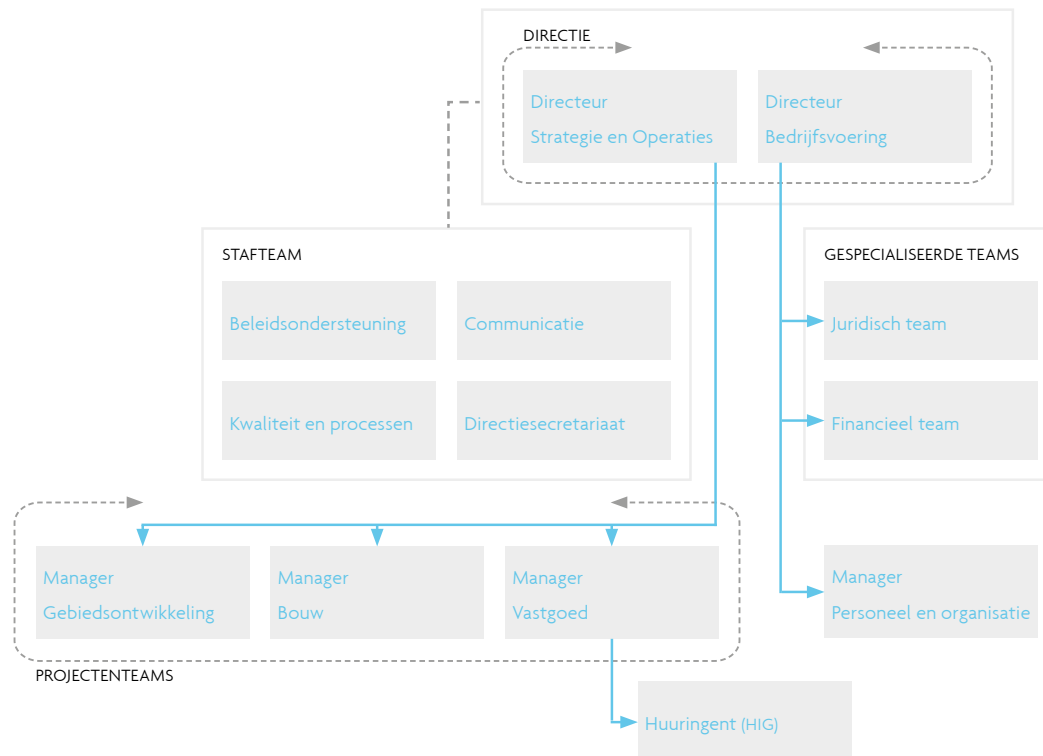 DIRECTIE
Directeur
Strategie en Operaties
Directeur
Bedrijfsvoering
STAFTEAM
Beleidsondersteuning
Communicatie
Kwaliteit en processen
Directiesecretariaat
GESPECIALISEERDE TEAMS
Juridisch team
Financieel team
Manager
Gebiedsontwikkeling
Manager
Bouw
Manager
Vastgoed
Manager
Personeel en organisatie
PROJECTENTEAMS
Huuringent (HIG)